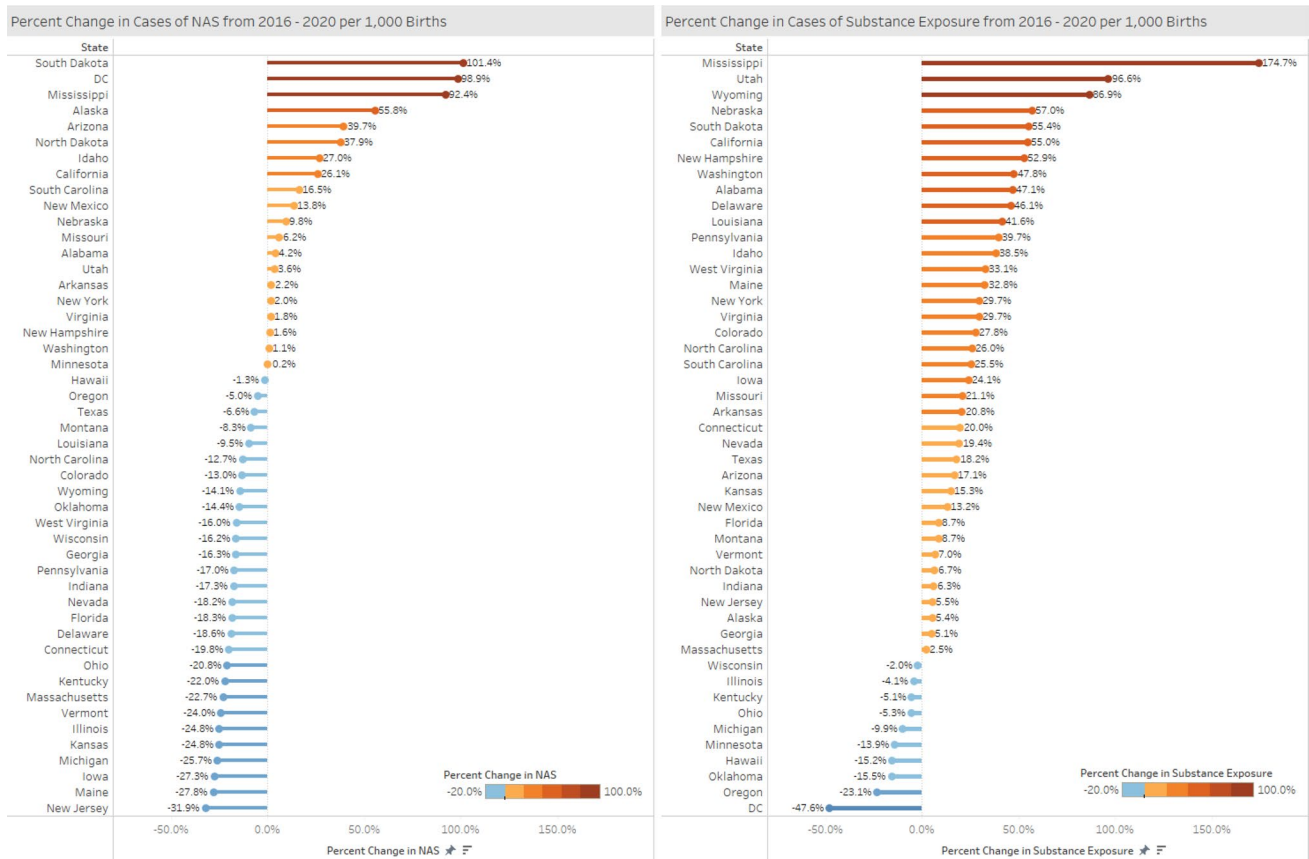 Percent Change in Cases of NAS from 2016 - 2020 per 1,000 Births
State
South Dakota 101.4%
DC 98.9%
Mississippi 92.4%
Alaska 55.8%
Arizona 39.7%
North Dakota 37.9%
Idaho 27.0%
California 26.1%
South Carolina 16.5%
New Mexico 13.8%
Nebraska 9.8%
Missouri 6.2%
Alabama 4.2%
Utah 3.6%
Arkansas 2.2%
New York 2.0%
Virginia 1.8%
New Hampshire 1.6%
Washington 1.1%
Minnesota 0.2%
Hawaii -1.3%
Oregon -5.0%
Texas -6.6%
Montana -8.3%
Louisiana -9.5%
North Carolina -12.7%
Colorado -13.0%
Wyoming -14.1%
Oklahoma -14.4%
West Virginia -16.0%
Wisconsin -16.2%
Georgia -16.3%
Pennsylvania -17.0%
Indiana -17.3%
Nevada -18.2%
Florida -18.3%
Delaware -18.6%
Connecticut -19.8%
Ohio -20.8%
Kentucky -22.0%
Massachusetts -22.7%
Vermont -24.0%
Illinois -24.8%
Kansas -24.8%
Michigan -25.7%
Iowa -27.3%
Maine -27.8%
New Jersey -31.9%
Percent Change in NAS
-20.0% 100.0%
-50.0% 0.0% 50.0% 100.0% 150.0%
Percent Change in NAS
Percent Change in Cases of Substance Exposure from 2016 - 2020 per 1,000 Births
State
Mississippi 174.7%
Utah 96.6%
Wyoming 86.9%
Nebraska 57.0%
South Dakota 55.4%
California 55.0%
New Hampshire 52.9%
Washington 47.8%
Alabama 47.1%
Delaware 46.1%
Louisiana 41.6%
Pennsylvania 39.7%
Idaho 38.5%
West Virginia 33.1%
Maine 32.8%
New York 29.7%
Virginia 29.7%
Colorado 27.8%
North Carolina 26.0%
South Carolina 25.5%
Iowa 24.1%
Missouri 21.1%
Arkansas 20.8%
Connecticut 20.0%
Nevada 19.4%
Texas 18.2%
Arizona 17.1%
Kansas 15.3%
New Mexico 13.2%
Florida 8.7%
Montana 8.7%
Vermont 7.0%
North Dakota 6.7%
Indiana 6.3%
New Jersey 5.5%
Alaska 5.4%
Georgia 5.1%
Massachusetts 2.5%
Wisconsin -2.0%
Illinois -4.1%
Kentucky -5.1%
Ohio -5.3%
Michigan -9.9%
Minnesota -13.9%
Hawaii -15.2%
Oklahoma -15.5%
Oregon -23.1%
DC -47.6%
Percent Change in Substance Exposure
-20.0% 100.0%
-50.0% 0.0% 50.0% 100.0% 150.0%
Percent Change in Substance Exposure